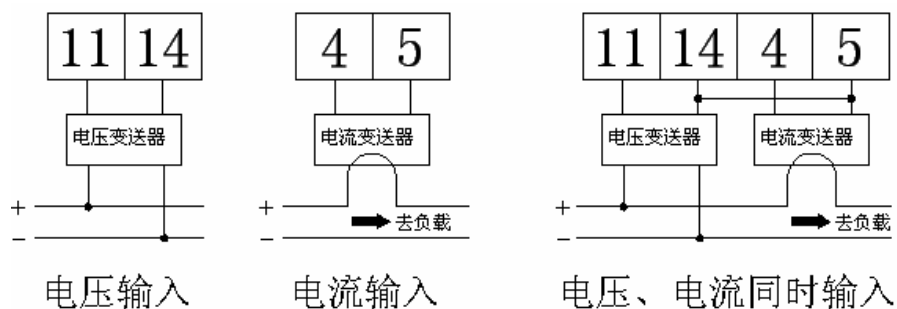 11 14
电压变送器
+
−
电压输入
4 5
电流变送器
+
−
去负载
电流输入
11 14 4 5
电压变送器 电流变送器
+
−
去负载
电压、电流同时输入